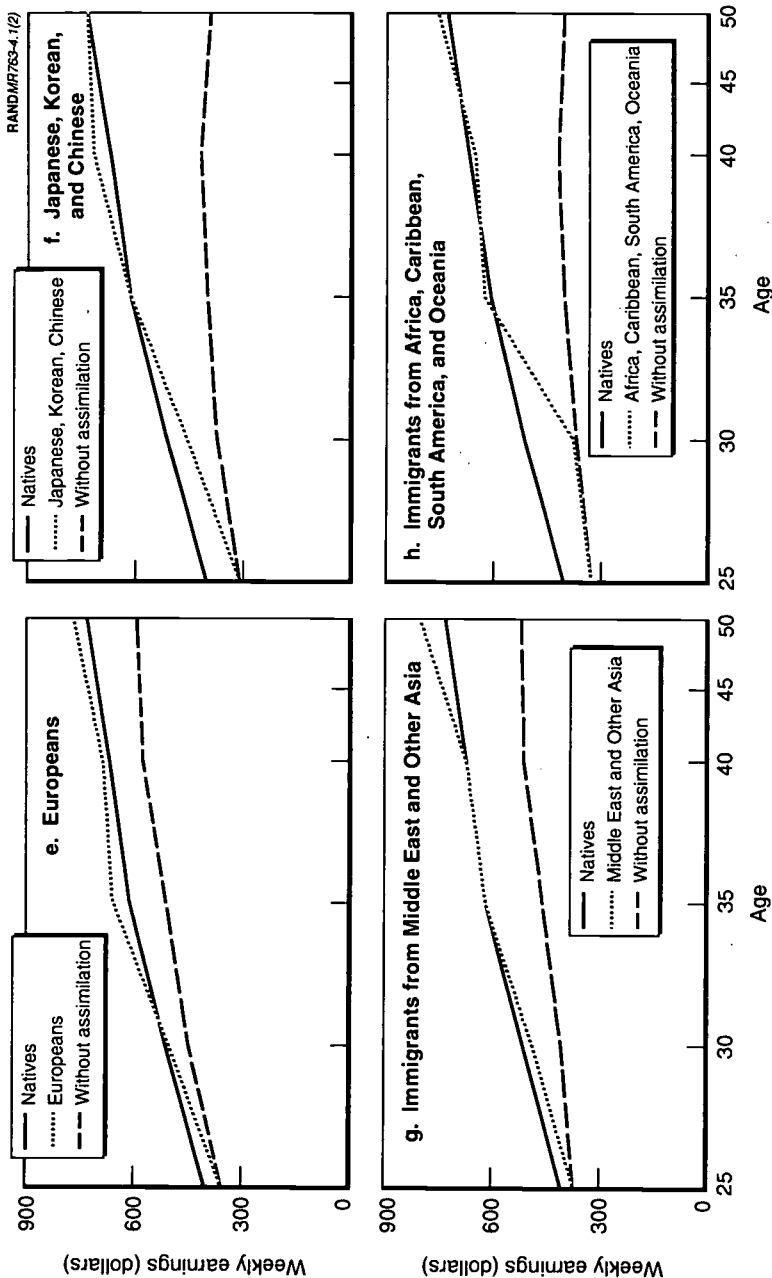 RAND MR763-4.1(2)
Weekly earnings (dollars)
900
600
300
0
Natives
Europeans
Without assimilation
e. Europeans
Natives
Japanese, Korean, Chinese
Without assimilation
f. Japanese, Korean,
and Chinese
Weekly earnings (dollars)
900
600
300
0
g. Immigrants from Middle East and Other Asia
Natives
Middle East and Other Asia
Without assimilation
25
30
35
40
45
50
Age
h. Immigrants from Africa, Caribbean,
South America, and Oceania
Natives
Africa, Caribbean, South America, Oceania
Without assimilation
25
30
35
40
45
50
Age